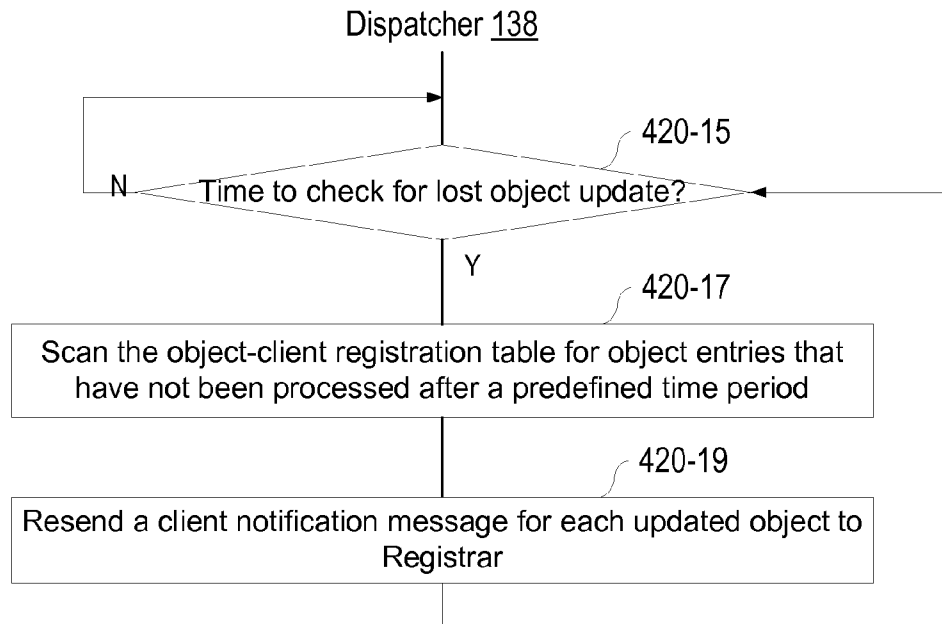 Dispatcher 138
420-15
N
Time to check for lost object update?
Y
420-17
Scan the object-client registration table for object entries that
have not been processed after a predefined time period
420-19
Resend a client notification message for each updated object to
Registrar